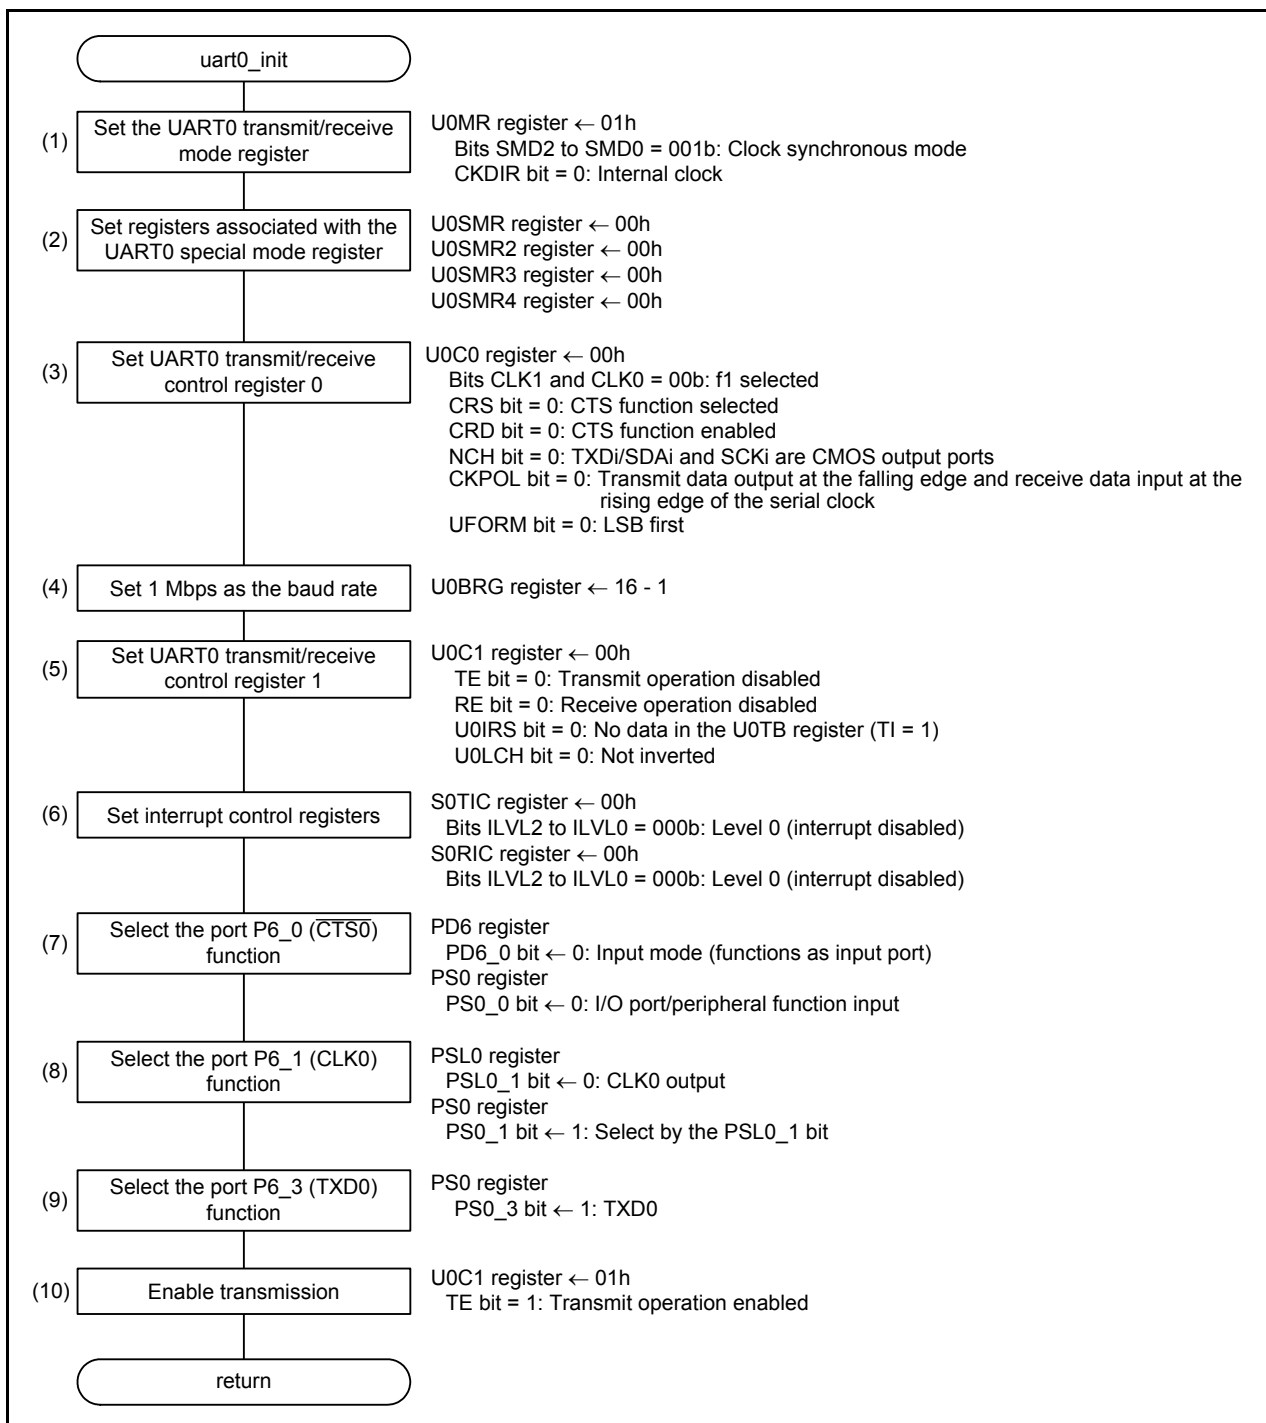 uart0_init
(1)
Set the UART0 transmit/receive
mode register
U0MR register ← 01h
Bits SMD2 to SMD0 = 001b: Clock synchronous mode
CKDIR bit = 0: Internal clock
(2)
Set registers associated with the
UART0 special mode register
U0SMR register ← 00h
U0SMR2 register ← 00h
U0SMR3 register ← 00h
U0SMR4 register ← 00h
(3)
Set UART0 transmit/receive
control register 0
U0C0 register ← 00h
Bits CLK1 and CLK0 = 00b: f1 selected
CRS bit = 0: CTS function selected
CRD bit = 0: CTS function enabled
NCH bit = 0: TXDi/SDAi and SCKi are CMOS output ports
CKPOL bit = 0: Transmit data output at the falling edge and receive data input at the
rising edge of the serial clock
UFORM bit = 0: LSB first
(4)
Set 1 Mbps as the baud rate
U0BRG register ← 16 - 1
(5)
Set UART0 transmit/receive
control register 1
U0C1 register ← 00h
TE bit = 0: Transmit operation disabled
RE bit = 0: Receive operation disabled
U0IRS bit = 0: No data in the U0TB register (TI = 1)
U0LCH bit = 0: Not inverted
(6)
Set interrupt control registers
S0TIC register ← 00h
Bits ILVL2 to ILVL0 = 000b: Level 0 (interrupt disabled)
S0RIC register ← 00h
Bits ILVL2 to ILVL0 = 000b: Level 0 (interrupt disabled)
(7)
Select the port P6_0 (CTS0)
function
PD6 register
PD6_0 bit ← 0: Input mode (functions as input port)
PS0 register
PS0_0 bit ← 0: I/O port/peripheral function input
(8)
Select the port P6_1 (CLK0)
function
PSL0 register
PSL0_1 bit ← 0: CLK0 output
PS0 register
PS0_1 bit ← 1: Select by the PSL0_1 bit
(9)
Select the port P6_3 (TXD0)
function
PS0 register
PS0_3 bit ← 1: TXD0
(10)
Enable transmission
U0C1 register ← 01h
TE bit = 1: Transmit operation enabled
return